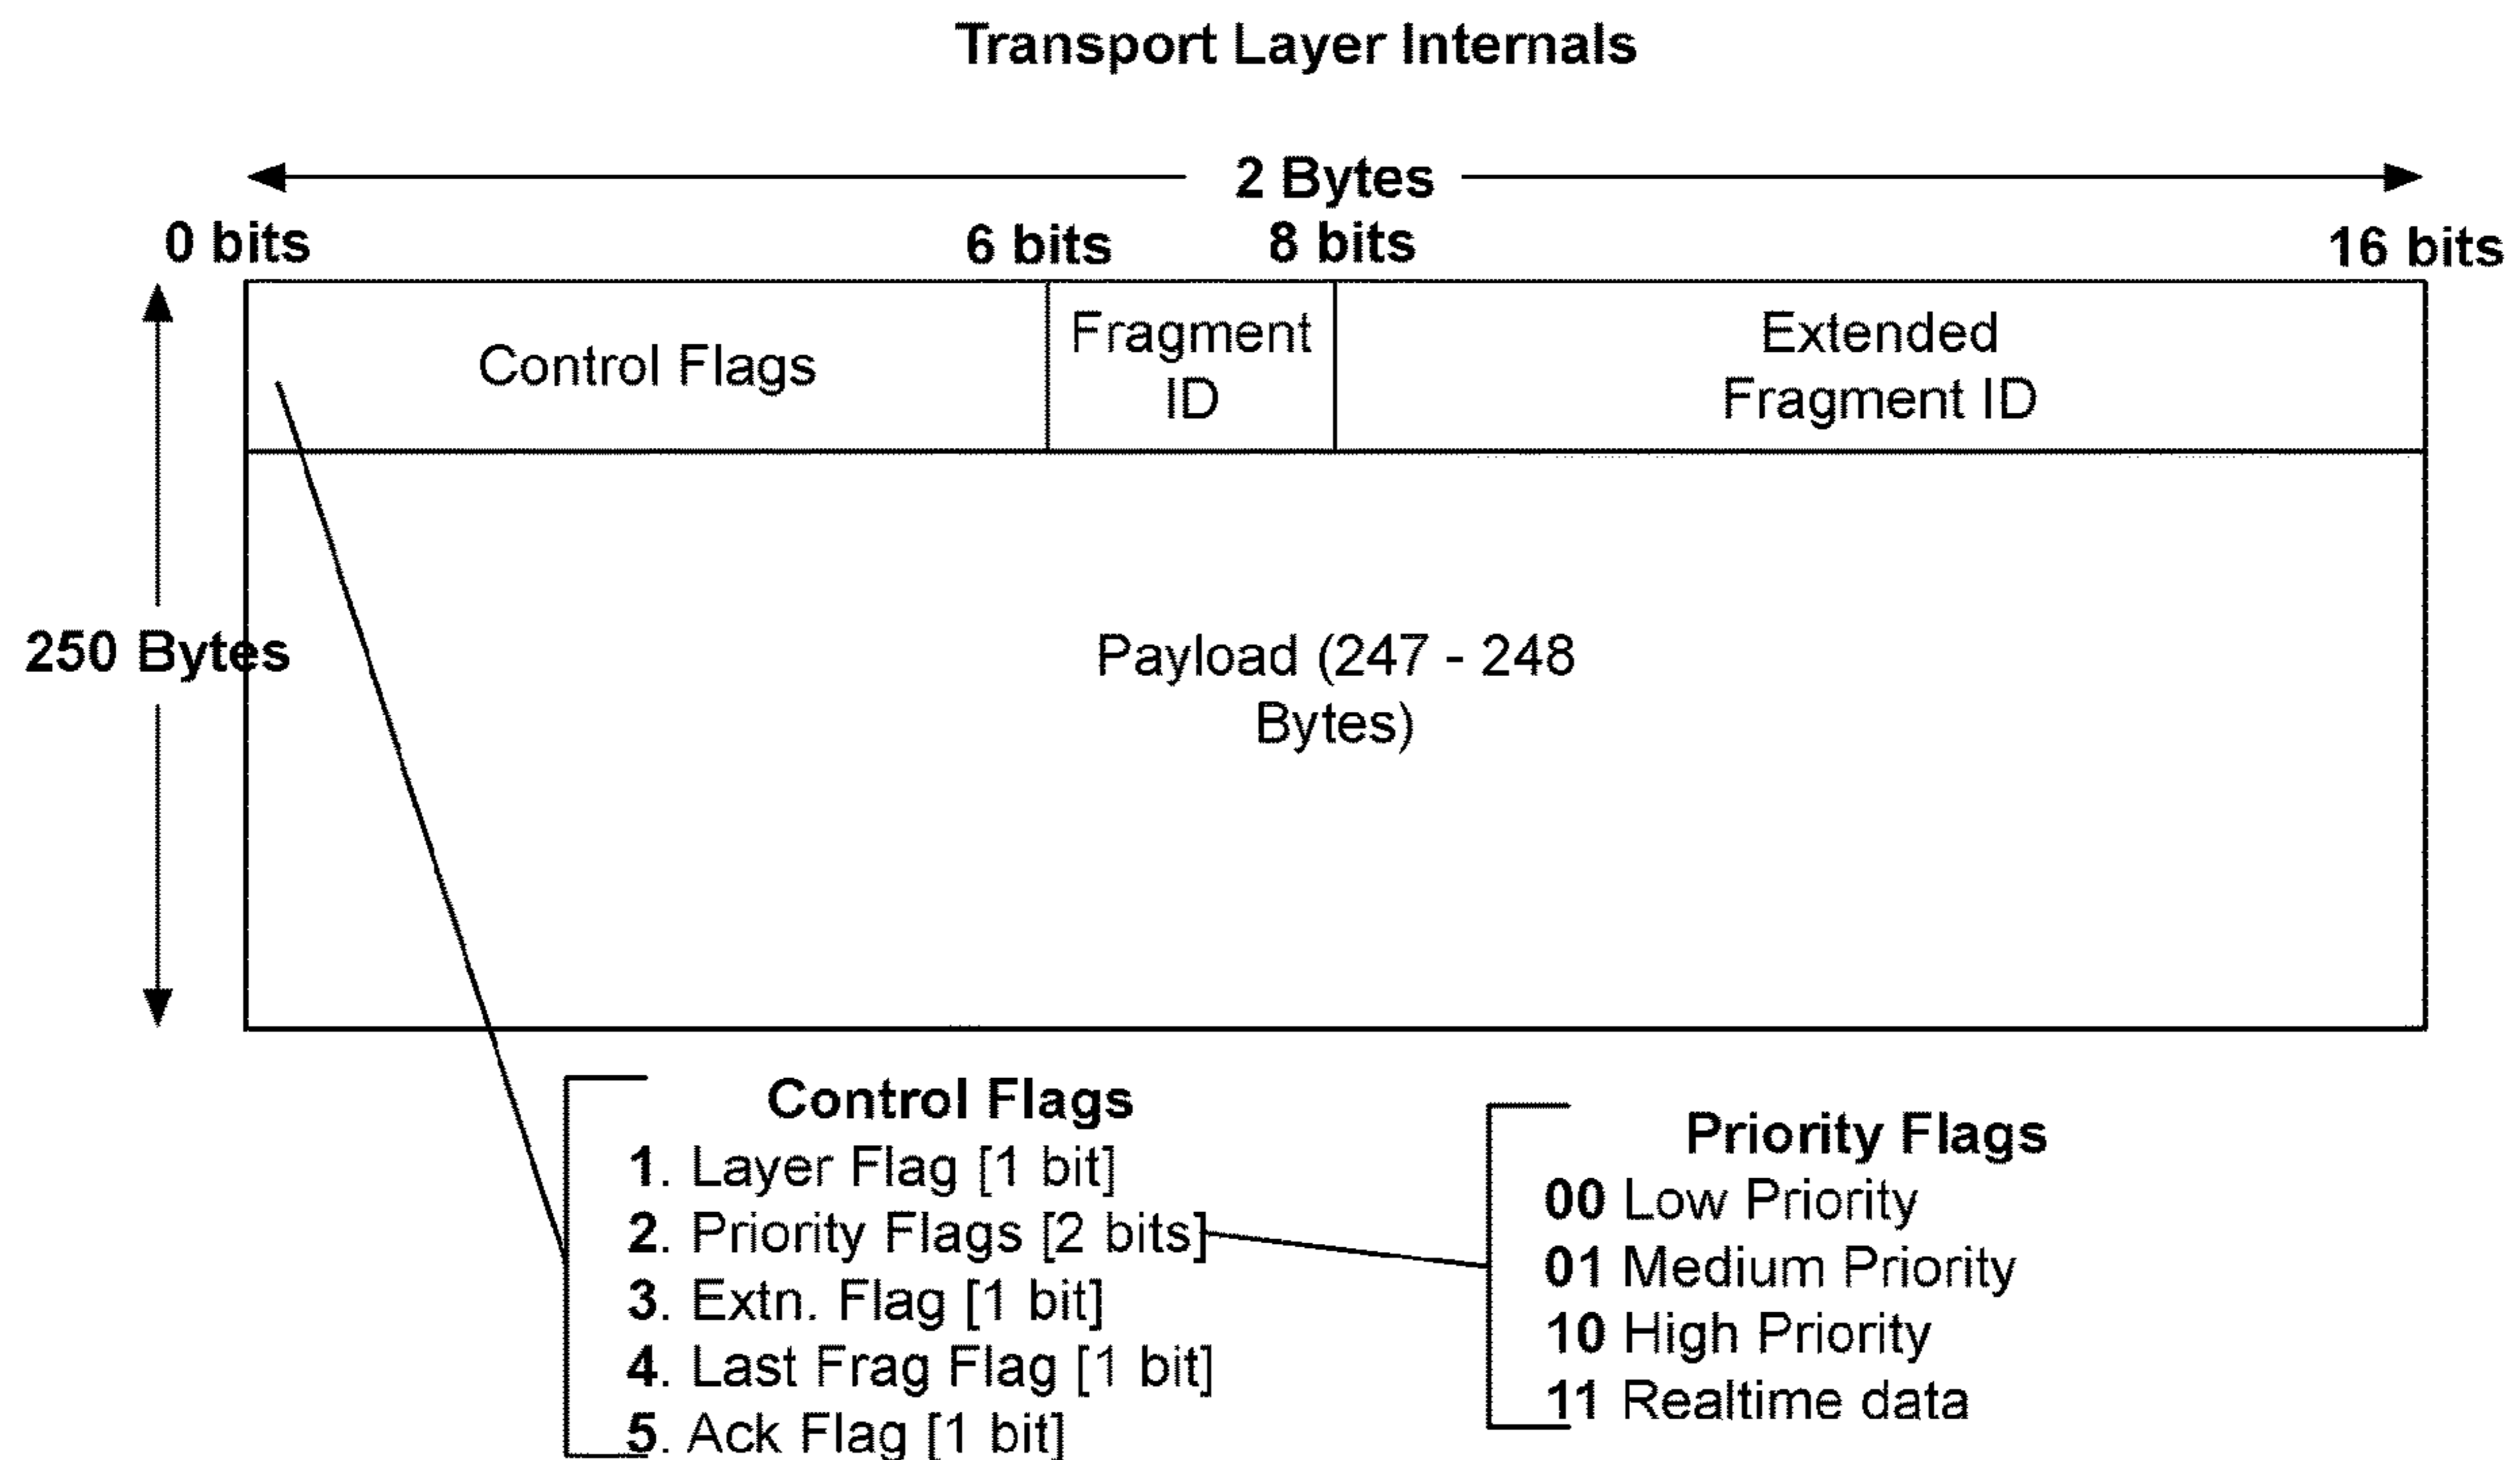 Transport Layer Internals
2 Bytes
0 bits 6 bits 8 bits 16 bits
Control Flags
Fragment
ID
Extended
Fragment ID
250 Bytes
Payload (247 - 248
Bytes)
Control Flags
1. Layer Flag [1 bit]
2. Priority Flags [2 bits]
3. Extn. Flag [1 bit]
4. Last Frag Flag [1 bit]
5. Ack Flag [1 bit]
Priority Flags
00 Low Priority
01 Medium Priority
10 High Priority
11 Realtime data